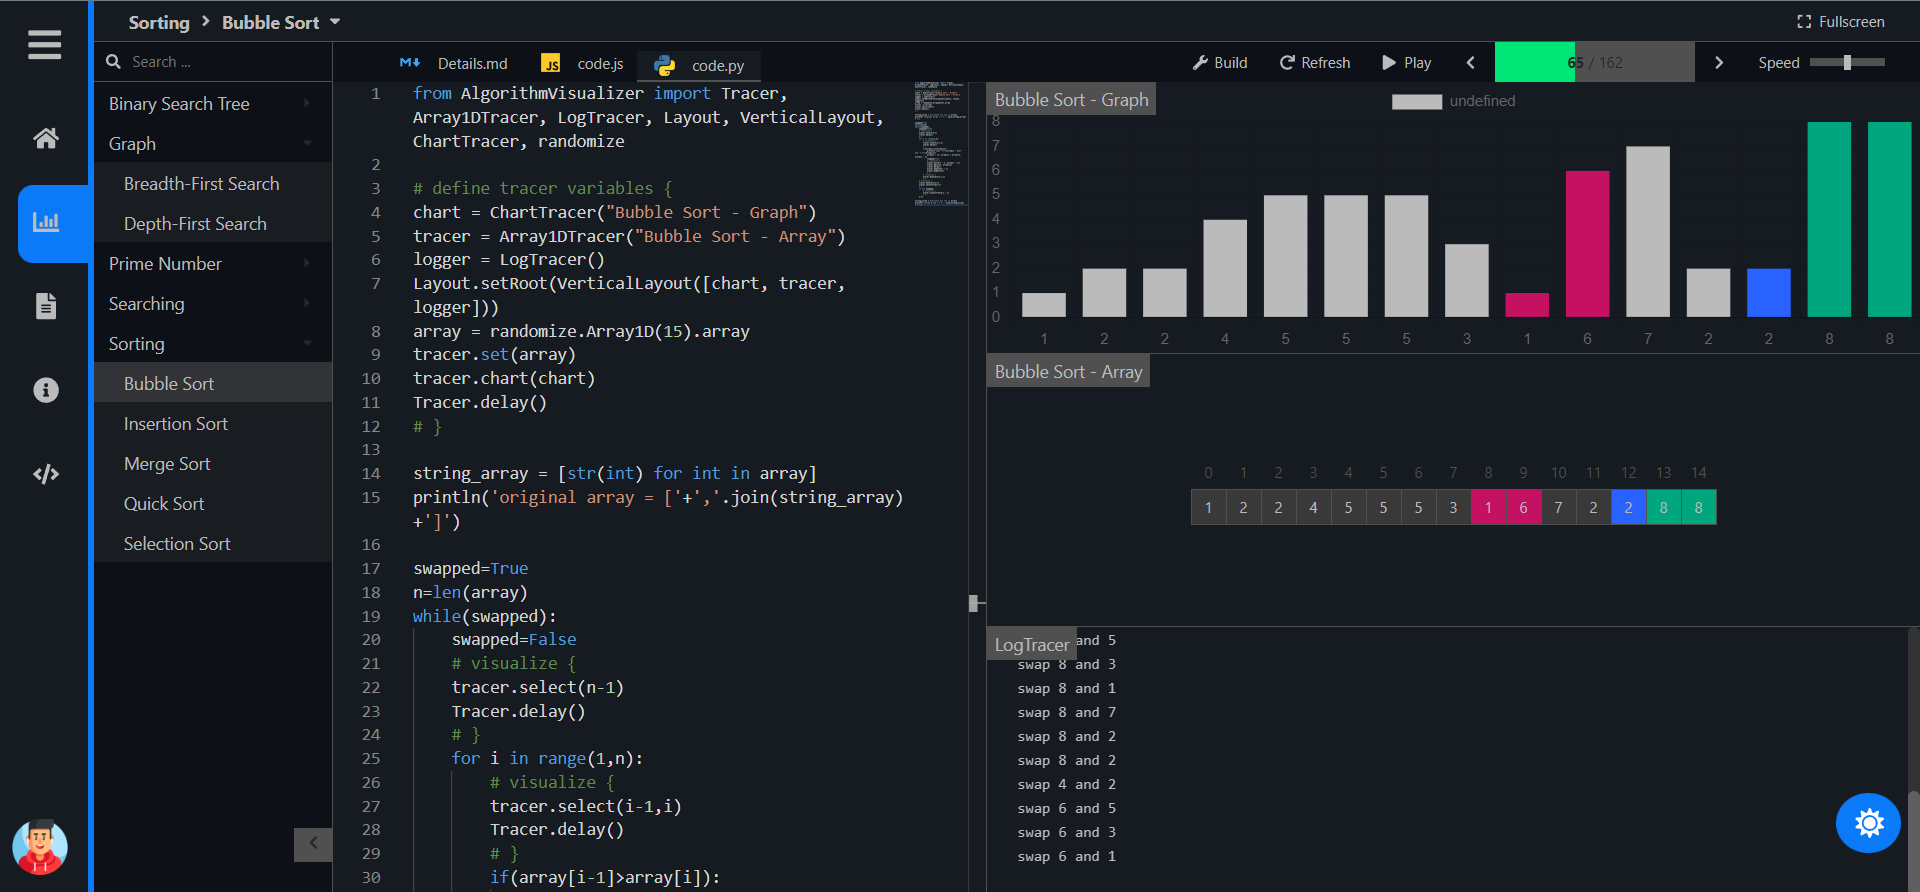 Sorting > Bubble Sort
Fullscreen
Search ...
Binary Search Tree
Graph
Breadth-First Search
Depth-First Search
Prime Number
Searching
Sorting
Bubble Sort
Insertion Sort
Merge Sort
Quick Sort
Selection Sort
Details.md
JS code.js
code.py
Build
Refresh
Play
65 / 162
Speed
1 from AlgorithmVisualizer import Tracer,
Array1DTracer, LogTracer, Layout, VerticalLayout,
ChartTracer, randomize
2
3 # define tracer variables {
4 chart = ChartTracer("Bubble Sort - Graph")
5 tracer = Array1DTracer("Bubble Sort - Array")
6 logger = LogTracer()
7 Layout.setRoot(VerticalLayout([chart, tracer,
logger]))
8 array = randomize.Array1D(15).array
9 tracer.set(array)
10 tracer.chart(chart)
11 Tracer.delay()
12 # }
13
14 string_array = [str(int) for int in array]
15 println('original array = ['+','.join(string_array)
+']')
16
17 swapped=True
18 n=len(array)
19 while(swapped):
20 swapped=False
21 # visualize {
22 tracer.select(n-1)
23 Tracer.delay()
24 # }
25 for i in range(1,n):
26 # visualize {
27 tracer.select(i-1,i)
28 Tracer.delay()
29 # }
30 if(array[i-1]>array[i]):
Bubble Sort - Graph
undefined
8
7
6
5
4
3
2
1
0
1 2 2 4 5 5 5 3 1 6 7 2 2 8 8
Bubble Sort - Array
0 1 2 3 4 5 6 7 8 9 10 11 12 13 14
1 2 2 4 5 5 5 3 1 6 7 2 2 8 8
LogTracer
and 5
swap 8 and 3
swap 8 and 1
swap 8 and 7
swap 8 and 2
swap 8 and 2
swap 4 and 2
swap 6 and 5
swap 6 and 3
swap 6 and 1